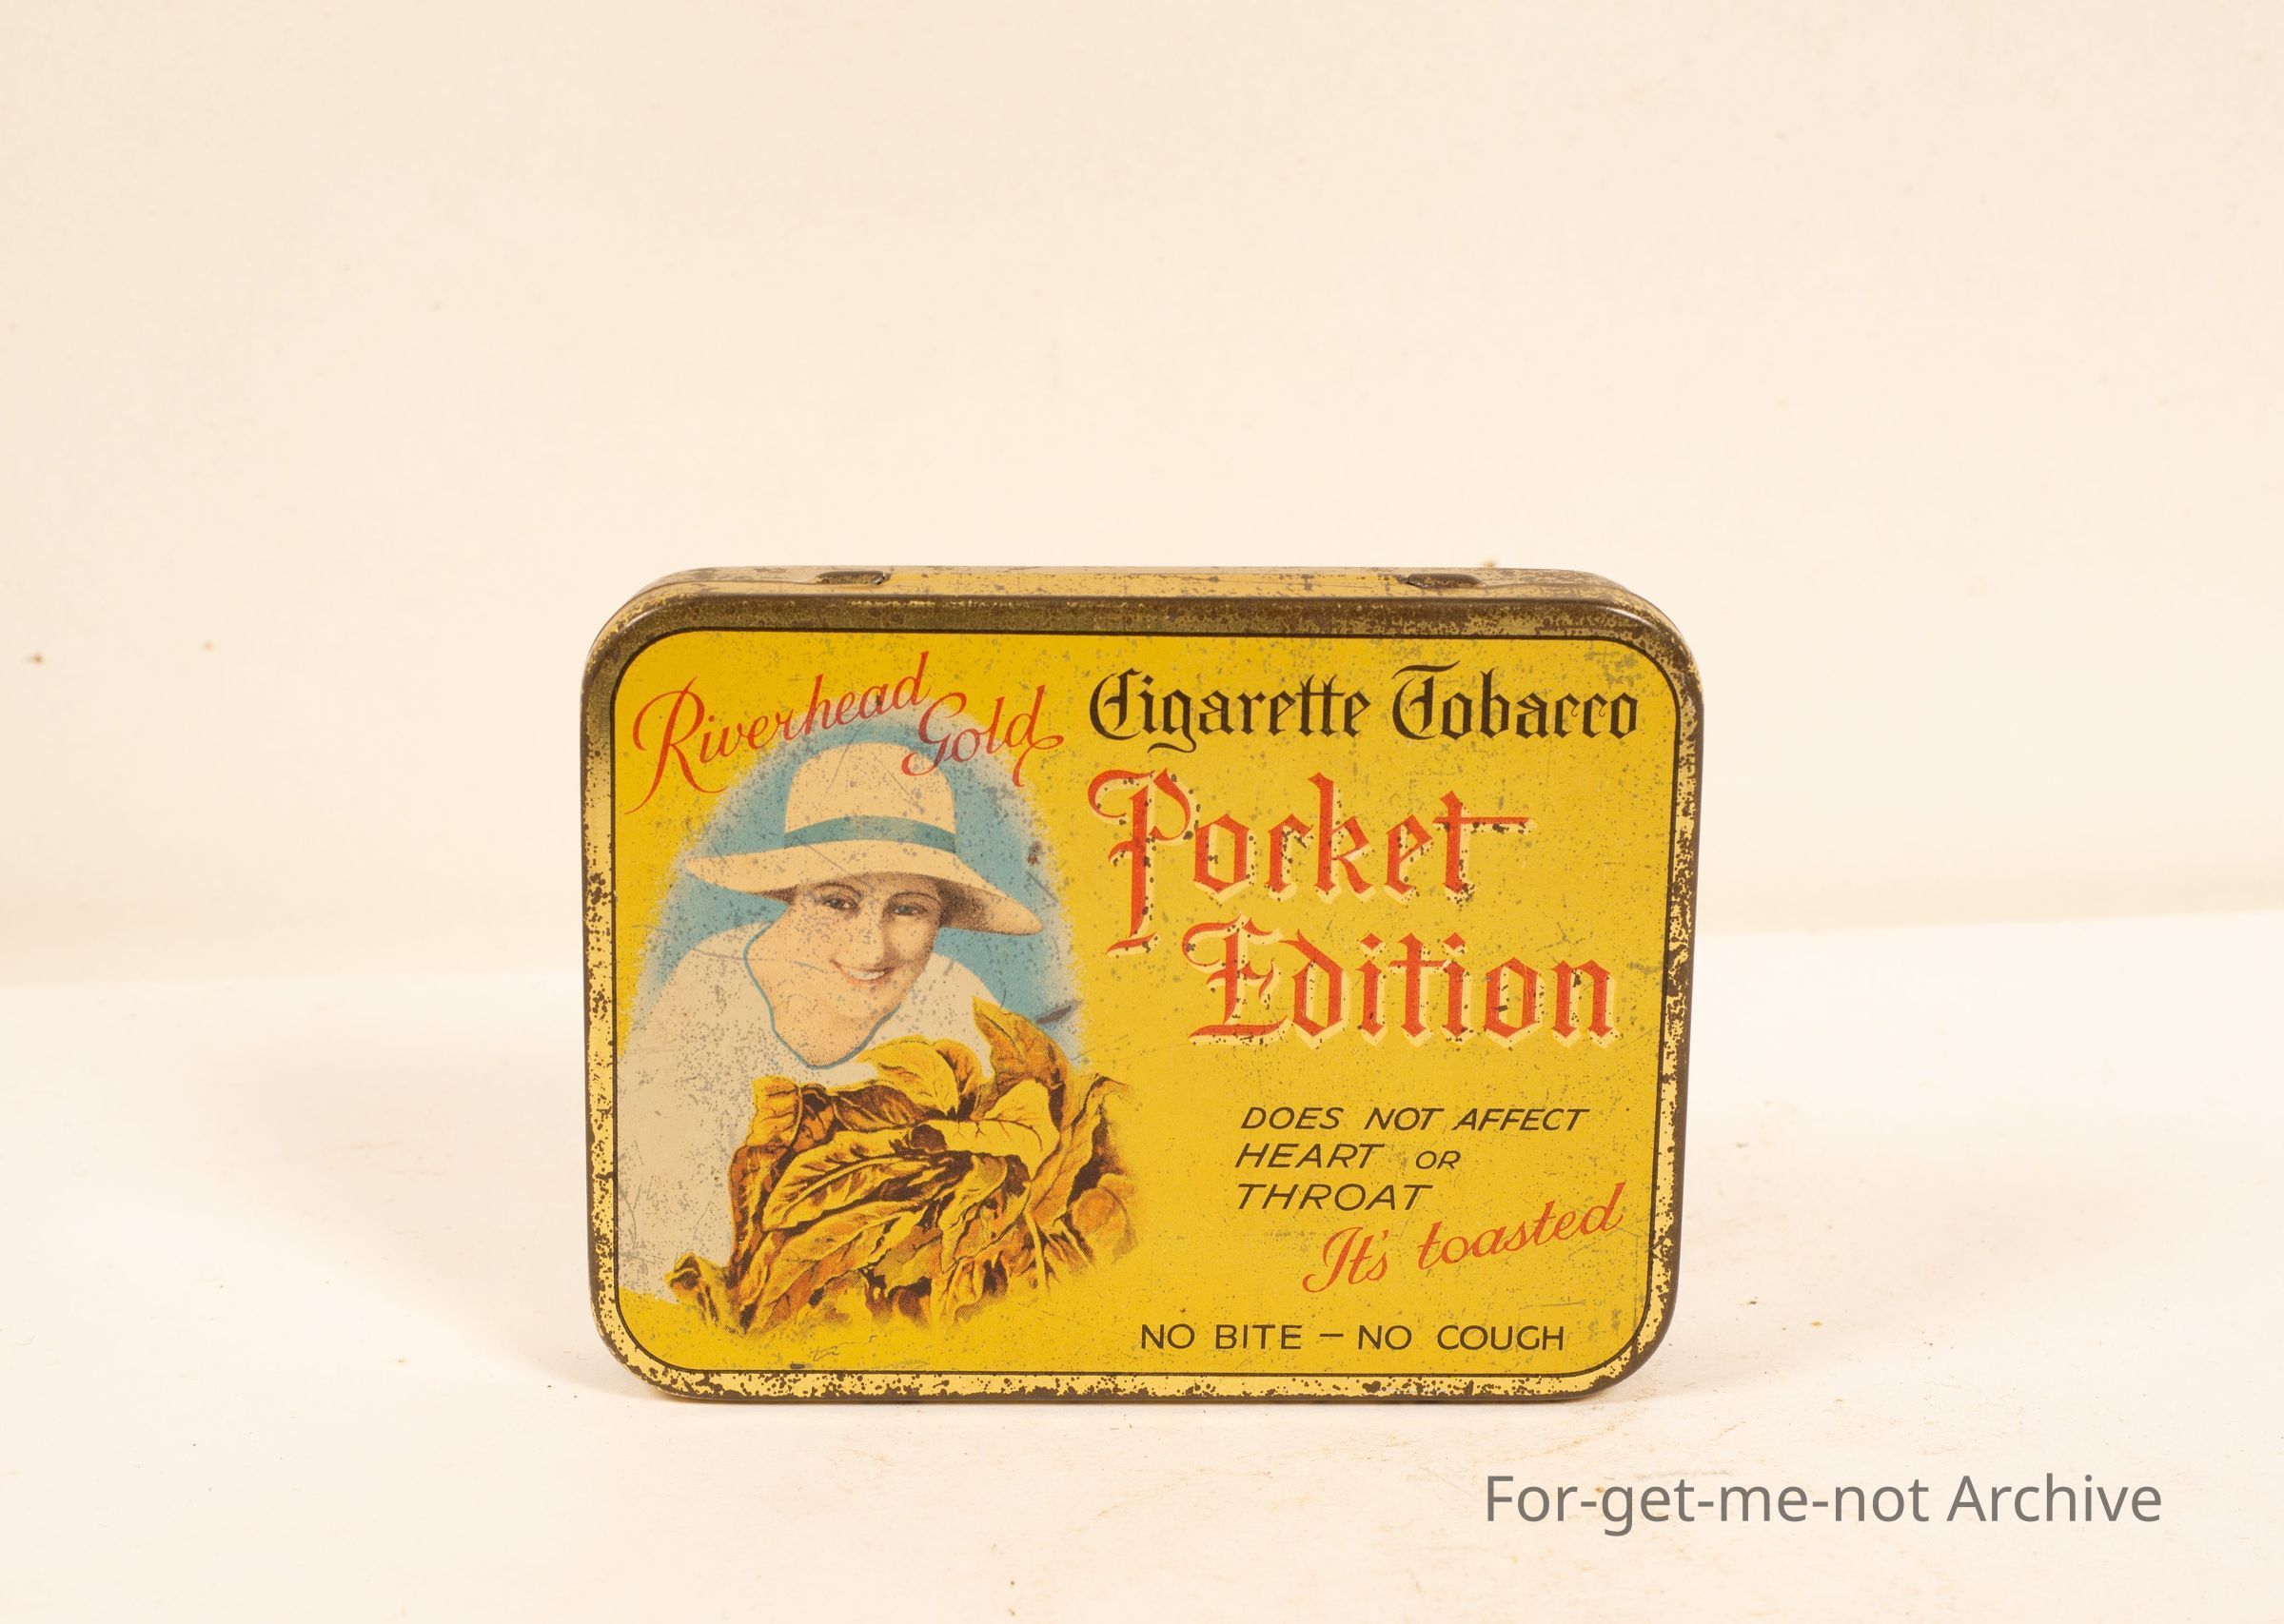 Riverhead
Gold
Cigarette Tobacco
Pocket
Edition
DOES NOT AFFECT
HEART OR
THROAT
It's toasted
NO BITE – NO COUGH
For-get-me-not Archive